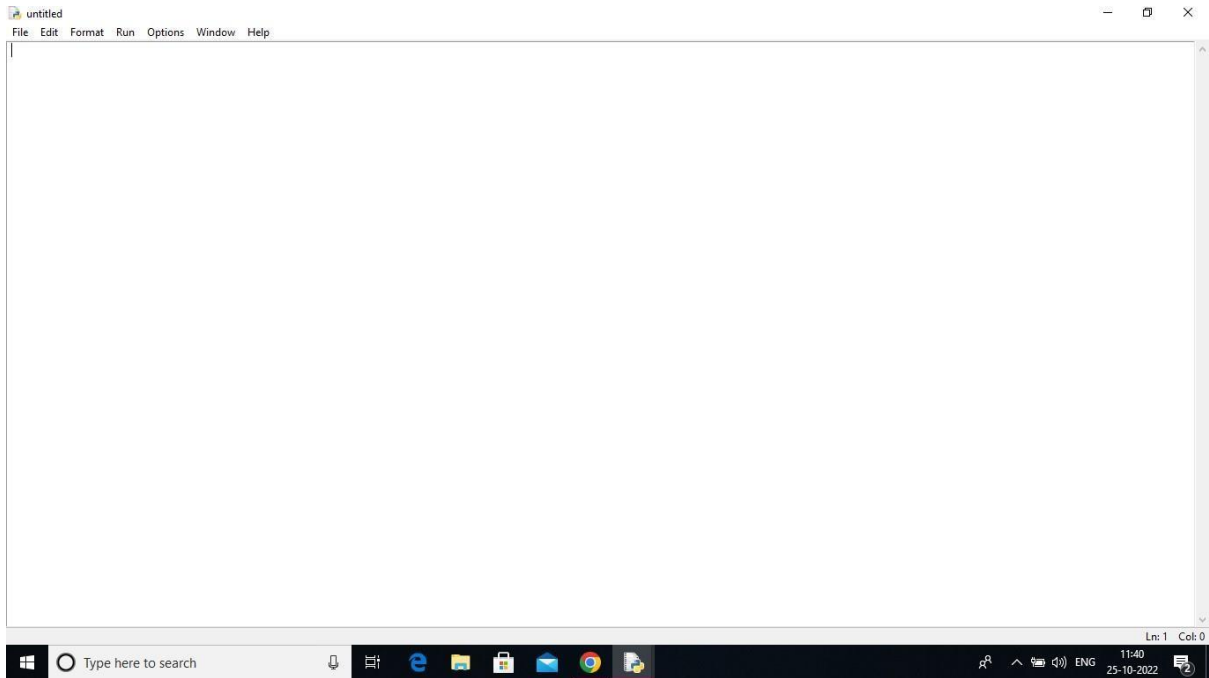 untitled
File Edit Format Run Options Window Help
Ln: 1 Col: 0
Type here to search
ENG
11:40
25-10-2022
2